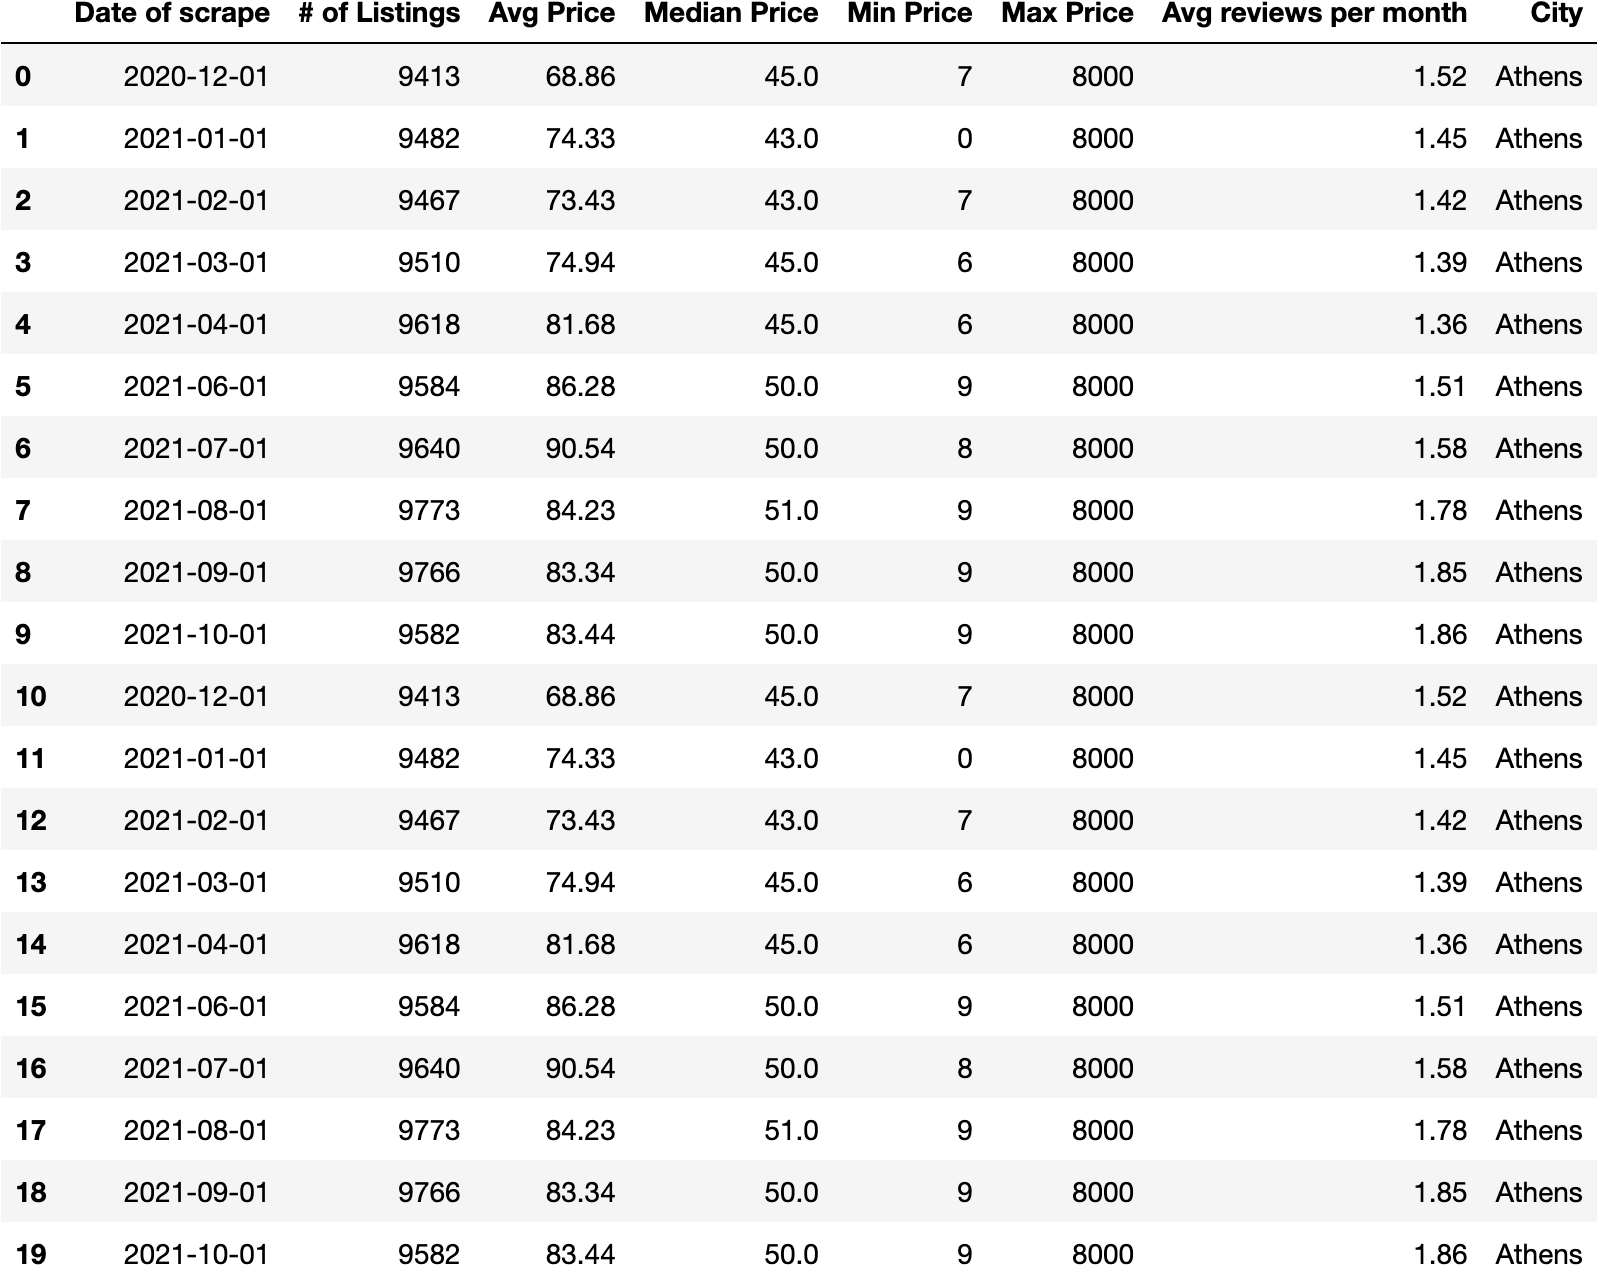 Date of scrape # of Listings Avg Price Median Price Min Price Max Price Avg reviews per month City
0 2020-12-01 9413 68.86 45.0 7 8000 1.52 Athens
1 2021-01-01 9482 74.33 43.0 0 8000 1.45 Athens
2 2021-02-01 9467 73.43 43.0 7 8000 1.42 Athens
3 2021-03-01 9510 74.94 45.0 6 8000 1.39 Athens
4 2021-04-01 9618 81.68 45.0 6 8000 1.36 Athens
5 2021-06-01 9584 86.28 50.0 9 8000 1.51 Athens
6 2021-07-01 9640 90.54 50.0 8 8000 1.58 Athens
7 2021-08-01 9773 84.23 51.0 9 8000 1.78 Athens
8 2021-09-01 9766 83.34 50.0 9 8000 1.85 Athens
9 2021-10-01 9582 83.44 50.0 9 8000 1.86 Athens
10 2020-12-01 9413 68.86 45.0 7 8000 1.52 Athens
11 2021-01-01 9482 74.33 43.0 0 8000 1.45 Athens
12 2021-02-01 9467 73.43 43.0 7 8000 1.42 Athens
13 2021-03-01 9510 74.94 45.0 6 8000 1.39 Athens
14 2021-04-01 9618 81.68 45.0 6 8000 1.36 Athens
15 2021-06-01 9584 86.28 50.0 9 8000 1.51 Athens
16 2021-07-01 9640 90.54 50.0 8 8000 1.58 Athens
17 2021-08-01 9773 84.23 51.0 9 8000 1.78 Athens
18 2021-09-01 9766 83.34 50.0 9 8000 1.85 Athens
19 2021-10-01 9582 83.44 50.0 9 8000 1.86 Athens